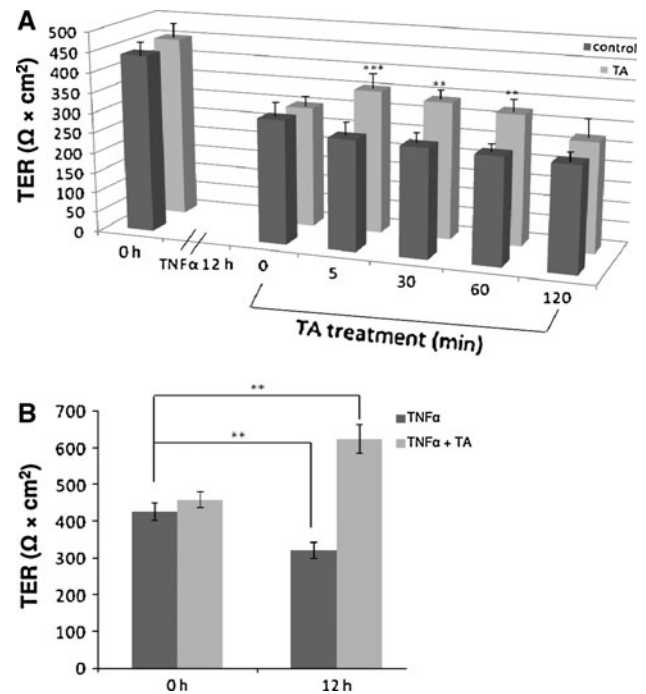 A
TER (Ω × cm²)
500
450
400
350
300
250
200
150
100
50
0
control
TA
***
**
**
0 h
TNFα 12 h
0
5
30
60
120
TA treatment (min)
B
TER (Ω × cm²)
700
600
500
400
300
200
100
0
**
**
TNFα
TNFα + TA
0 h
12 h